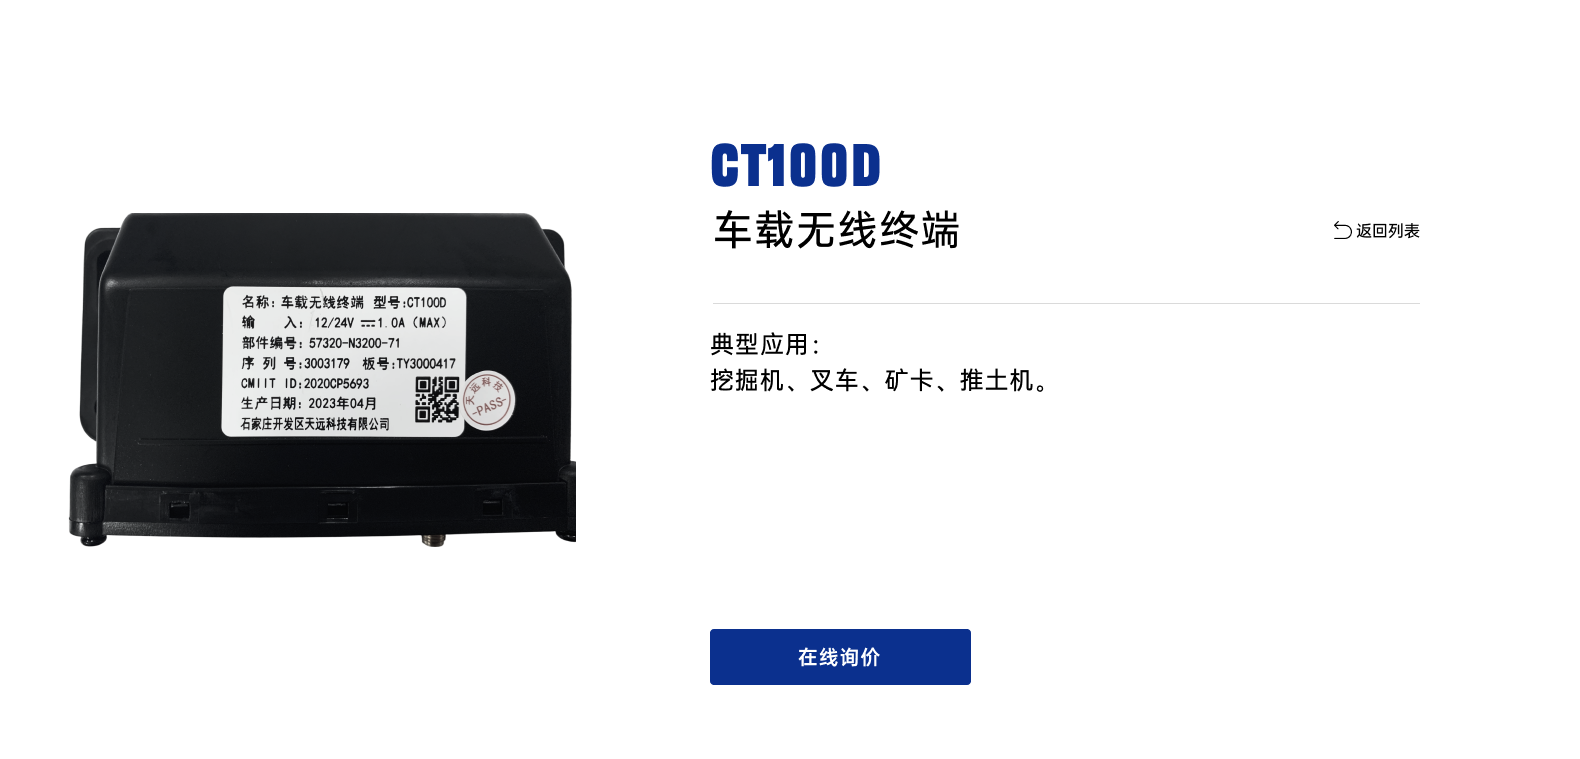 CT100D
车载无线终端
返回列表
典型应用：
挖掘机、叉车、矿卡、推土机。
名称：车载无线终端 型号:CT100D
输 入： 12/24V ⎓1.0A（MAX）
部件编号：57320-N3200-71
序 列 号:3003179 板号:TY3000417
CMIIT ID:2020CP5693
生产日期：2023年04月
石家庄开发区天远科技有限公司
天远科技
-PASS-
在线询价